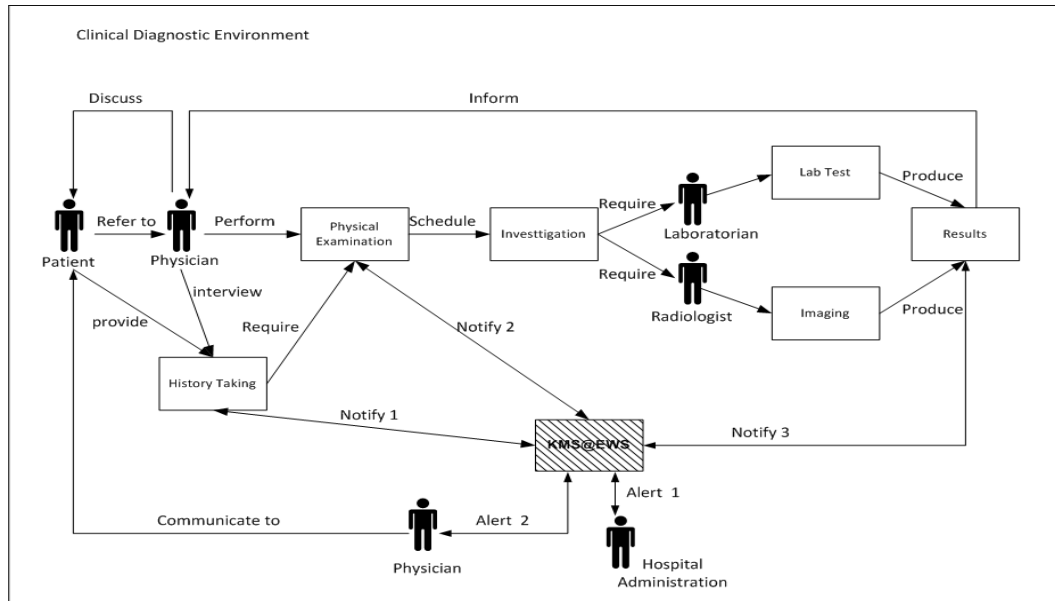 Clinical Diagnostic Environment
Discuss
Inform
Lab Test
Produce
Require
Refer to
Perform
Physical
Examination
Schedule
Investtigation
Laboratorian
Results
Patient
Physician
Require
interview
Radiologist
Imaging
Produce
provide
Require
Notify 2
History Taking
Notify 1
KMS@EWS
Notify 3
Alert 1
Communicate to
Alert 2
Physician
Hospital
Administration